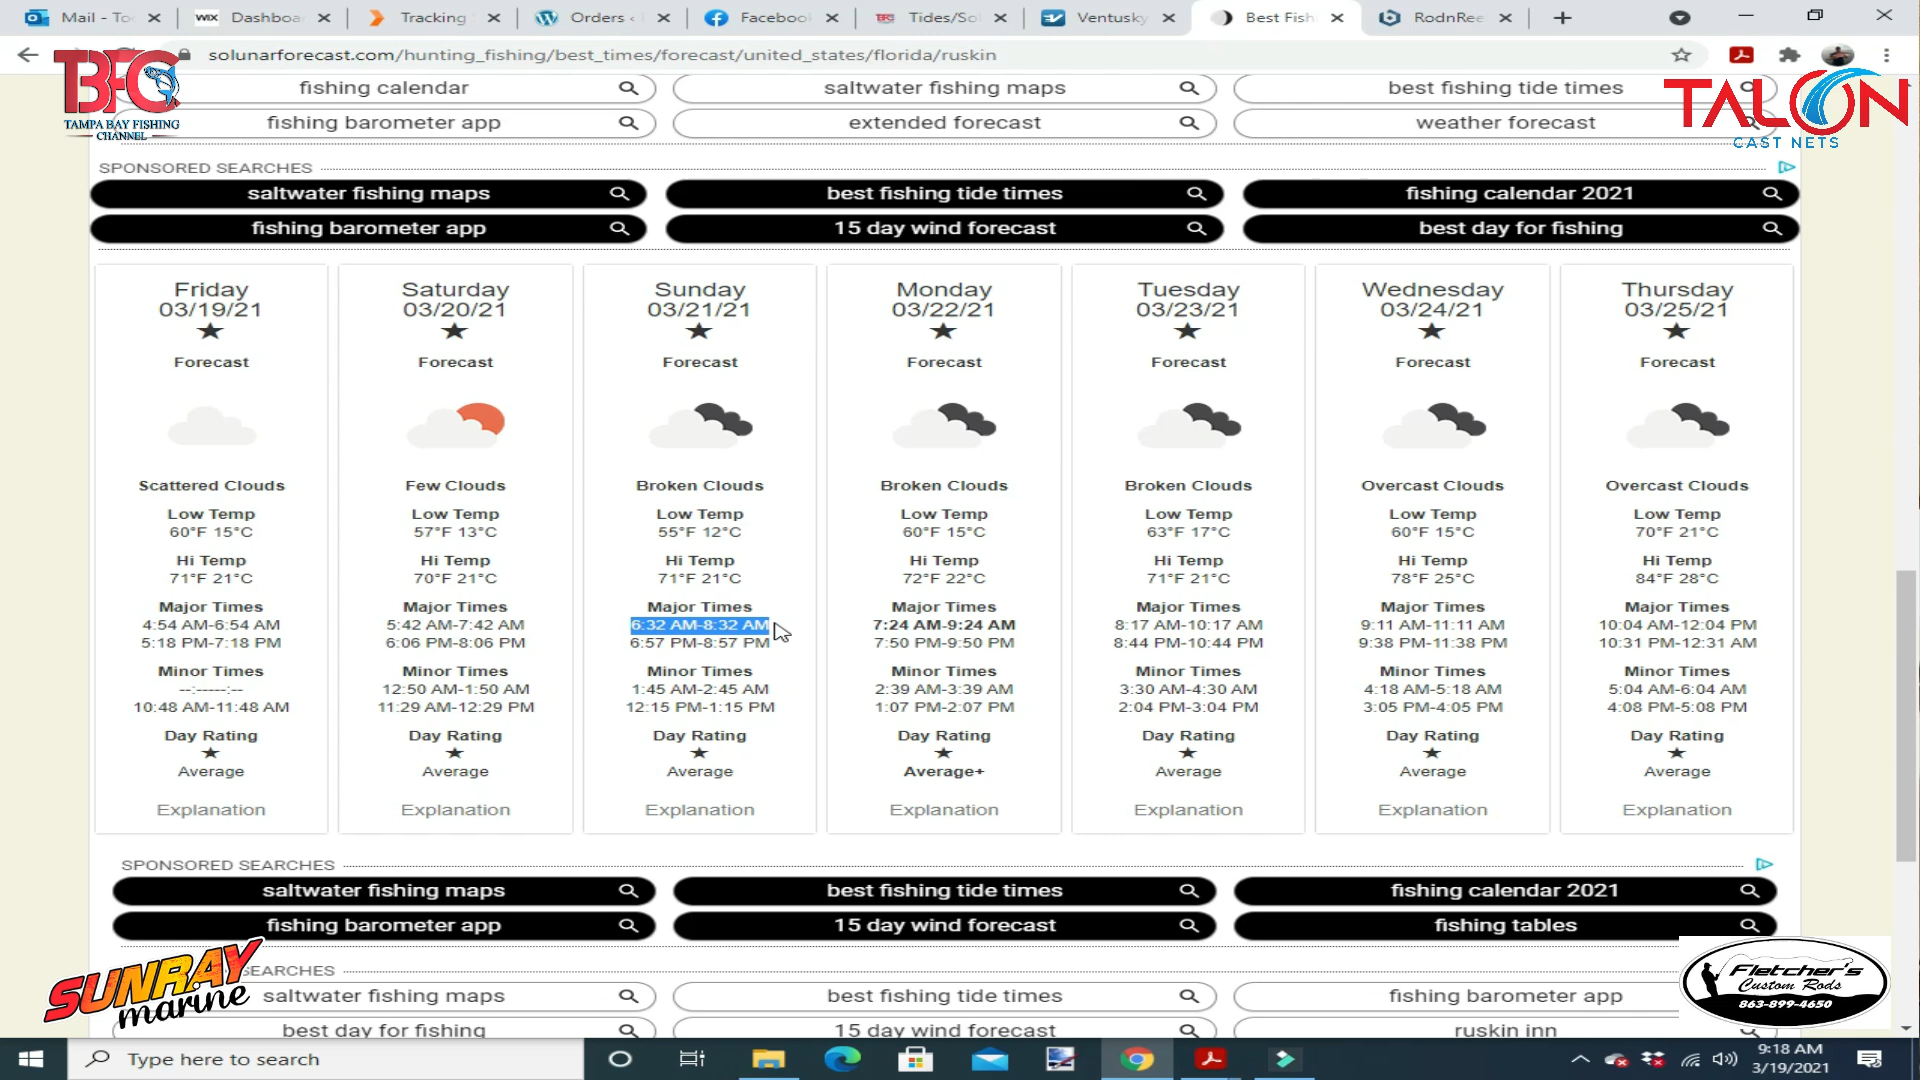 Mail - To
WIX Dashboa
Tracking
Orders ‹
Facebook
TBFC Tides/So
Ventusky
Best Fish
RodnRee
solunarforecast.com/hunting_fishing/best_times/forecast/united_states/florida/ruskin
TBFC
TAMPA BAY FISHING
CHANNEL
TALON
CAST NETS
fishing calendar saltwater fishing maps best fishing tide times
fishing barometer app extended forecast weather forecast
SPONSORED SEARCHES
saltwater fishing maps best fishing tide times fishing calendar 2021
fishing barometer app 15 day wind forecast best day for fishing
Friday
03/19/21
★
Forecast
Scattered Clouds
Low Temp
60°F 15°C
Hi Temp
71°F 21°C
Major Times
4:54 AM-6:54 AM
5:18 PM-7:18 PM
Minor Times
--:-----:--
10:48 AM-11:48 AM
Day Rating
★
Average
Explanation
Saturday
03/20/21
★
Forecast
Few Clouds
Low Temp
57°F 13°C
Hi Temp
70°F 21°C
Major Times
5:42 AM-7:42 AM
6:06 PM-8:06 PM
Minor Times
12:50 AM-1:50 AM
11:29 AM-12:29 PM
Day Rating
★
Average
Explanation
Sunday
03/21/21
★
Forecast
Broken Clouds
Low Temp
55°F 12°C
Hi Temp
71°F 21°C
Major Times
6:32 AM-8:32 AM
6:57 PM-8:57 PM
Minor Times
1:45 AM-2:45 AM
12:15 PM-1:15 PM
Day Rating
★
Average
Explanation
Monday
03/22/21
★
Forecast
Broken Clouds
Low Temp
60°F 15°C
Hi Temp
72°F 22°C
Major Times
7:24 AM-9:24 AM
7:50 PM-9:50 PM
Minor Times
2:39 AM-3:39 AM
1:07 PM-2:07 PM
Day Rating
★
Average+
Explanation
Tuesday
03/23/21
★
Forecast
Broken Clouds
Low Temp
63°F 17°C
Hi Temp
71°F 21°C
Major Times
8:17 AM-10:17 AM
8:44 PM-10:44 PM
Minor Times
3:30 AM-4:30 AM
2:04 PM-3:04 PM
Day Rating
★
Average
Explanation
Wednesday
03/24/21
★
Forecast
Overcast Clouds
Low Temp
60°F 15°C
Hi Temp
78°F 25°C
Major Times
9:11 AM-11:11 AM
9:38 PM-11:38 PM
Minor Times
4:18 AM-5:18 AM
3:05 PM-4:05 PM
Day Rating
★
Average
Explanation
Thursday
03/25/21
★
Forecast
Overcast Clouds
Low Temp
70°F 21°C
Hi Temp
84°F 28°C
Major Times
10:04 AM-12:04 PM
10:31 PM-12:31 AM
Minor Times
5:04 AM-6:04 AM
4:08 PM-5:08 PM
Day Rating
★
Average
Explanation
SPONSORED SEARCHES
saltwater fishing maps best fishing tide times fishing calendar 2021
fishing barometer app 15 day wind forecast fishing tables
SEARCHES
saltwater fishing maps best fishing tide times fishing barometer app
best day for fishing 15 day wind forecast ruskin inn
SUNRAY
marine
Fletcher's
Custom Rods
863-899-4650
Type here to search
9:18 AM
3/19/2021